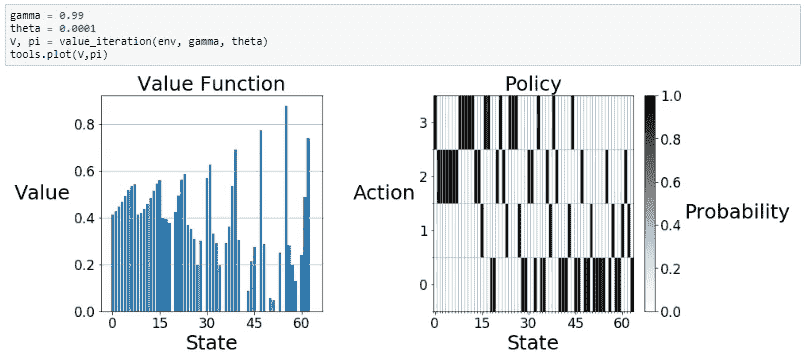 gamma = 0.99
theta = 0.0001
V, pi = value_iteration(env, gamma, theta)
tools.plot(V,pi)
Value Function
Value
0.8
0.6
0.4
0.2
0.0
0 15 30 45 60
State
Policy
Action
3
2
1
0
0 15 30 45 60
State
1.0
0.8
0.6
0.4
0.2
0.0
Probability